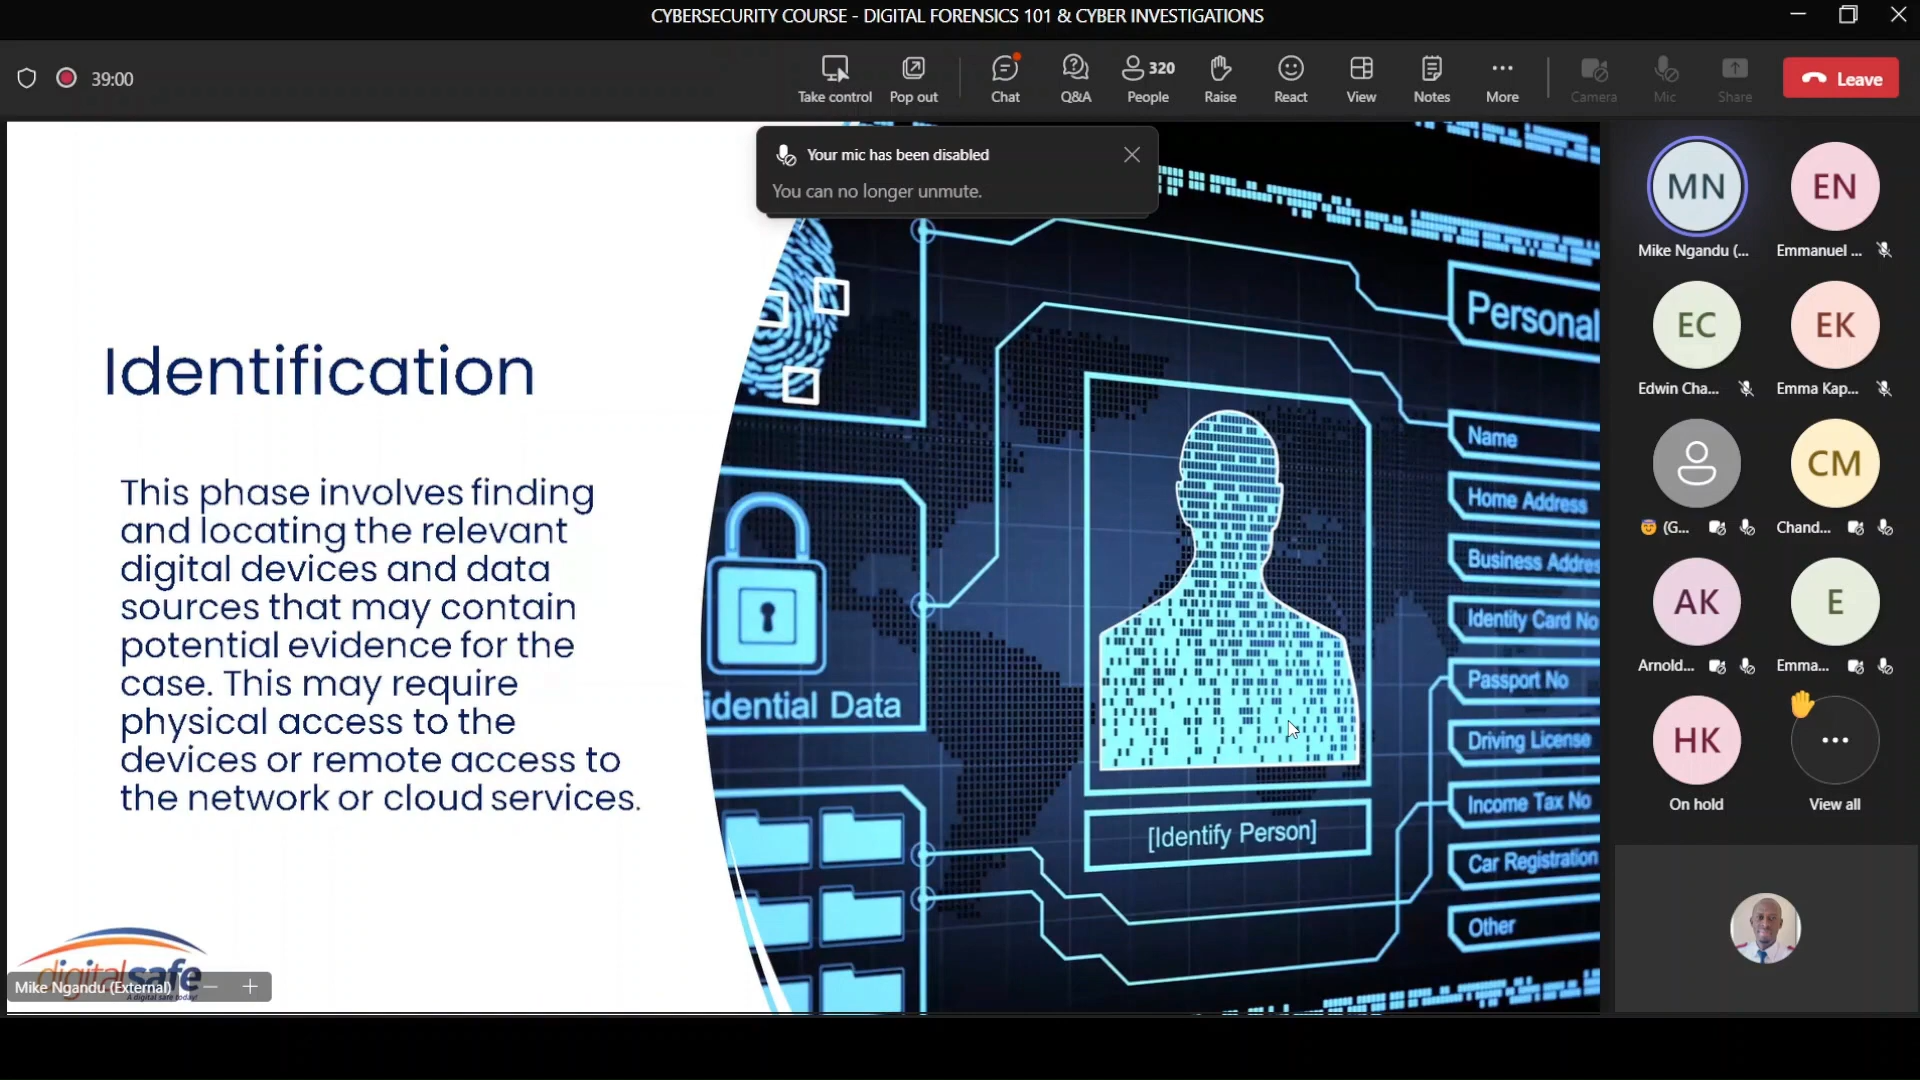 CYBERSECURITY COURSE - DIGITAL FORENSICS 101 & CYBER INVESTIGATIONS
39:00
Take control
Pop out
Chat
Q&A
320
People
Raise
React
View
Notes
More
Camera
Mic
Share
Leave
Your mic has been disabled
You can no longer unmute.
Identification
This phase involves finding
and locating the relevant
digital devices and data
sources that may contain
potential evidence for the
case. This may require
physical access to the
devices or remote access to
the network or cloud services.
idential Data
[Identify Person]
Personal
Name
Home Address
Business Addres
Identity Card No
Passport No
Driving License
Income Tax No
Car Registration
Other
digitalsafe
A digital safe today!
Mike Ngandu (External)
MN
Mike Ngandu (...
EN
Emmanuel ...
EC
Edwin Cha...
EK
Emma Kap...
(G...
CM
Chand...
AK
Arnold...
E
Emma...
HK
On hold
View all